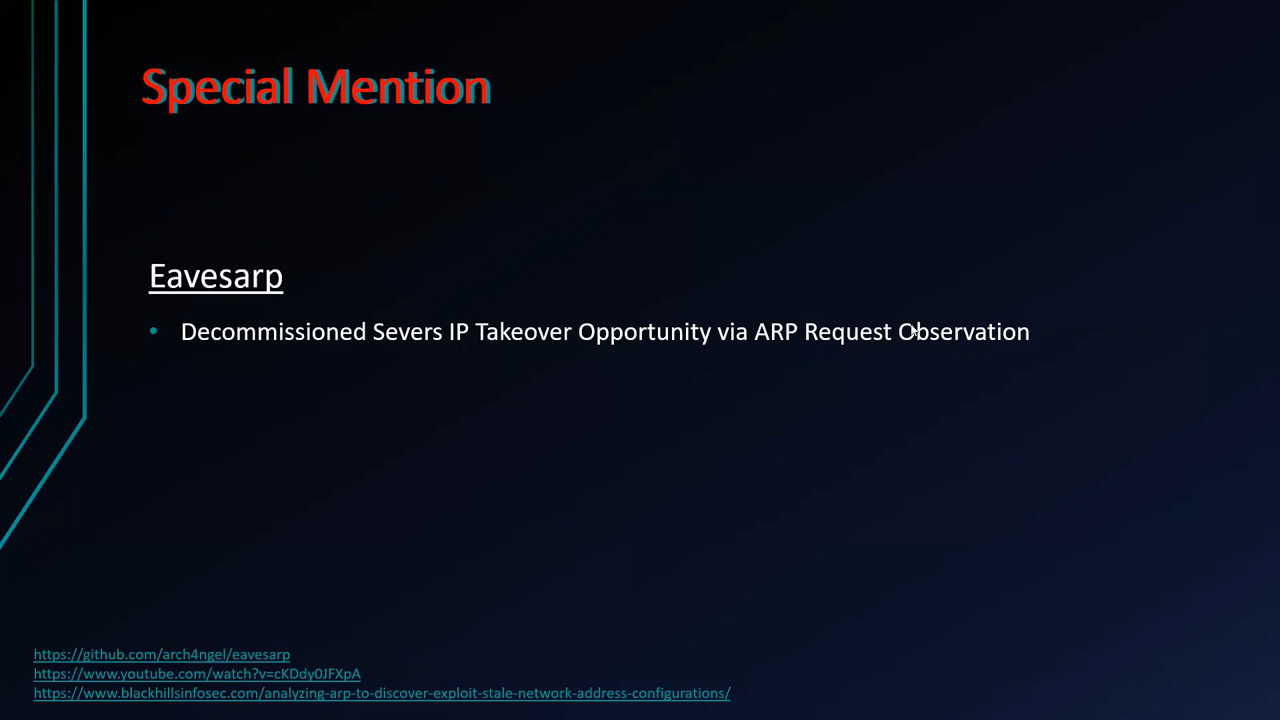 Special Mention
Eavesarp
• Decommissioned Severs IP Takeover Opportunity via ARP Request Observation
https://github.com/arch4ngel/eavesarp
https://www.youtube.com/watch?v=cKDdy0JFXpA
https://www.blackhillsinfosec.com/analyzing-arp-to-discover-exploit-stale-network-address-configurations/